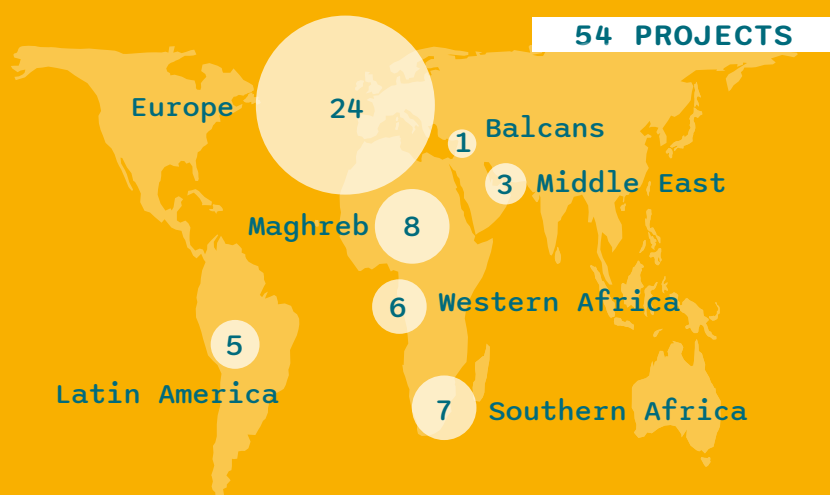 54 PROJECTS
Europe
24
1
Balcans
3
Middle East
Maghreb
8
6
Western Africa
5
Latin America
7
Southern Africa